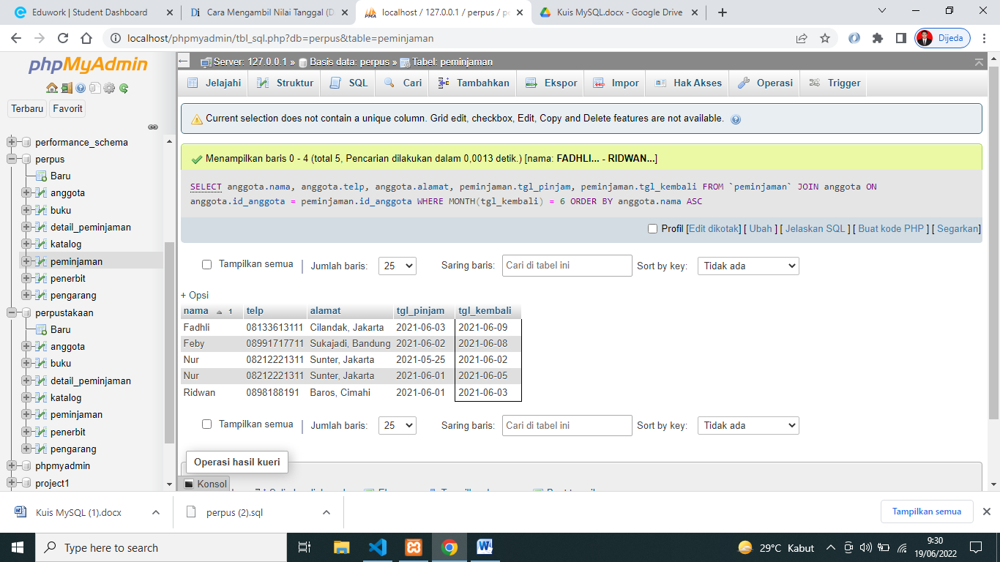 Eduwork | Student Dashboard
Di Cara Mengambil Nilai Tanggal (D
localhost / 127.0.0.1 / perpus / pe
Kuis MySQL.docx - Google Drive
localhost/phpmyadmin/tbl_sql.php?db=perpus&table=peminjaman
Dijeda
phpMyAdmin
Terbaru Favorit
performance_schema
perpus
Baru
anggota
buku
detail_peminjaman
katalog
peminjaman
penerbit
pengarang
perpustakaan
Baru
anggota
buku
detail_peminjaman
katalog
peminjaman
penerbit
pengarang
phpmyadmin
project1
Server: 127.0.0.1 » Basis data: perpus » Tabel: peminjaman
Jelajahi Struktur SQL Cari Tambahkan Ekspor Impor Hak Akses Operasi Trigger
Current selection does not contain a unique column. Grid edit, checkbox, Edit, Copy and Delete features are not available.
Menampilkan baris 0 - 4 (total 5, Pencarian dilakukan dalam 0,0013 detik.) [nama: FADHLI... - RIDWAN...]
SELECT anggota.nama, anggota.telp, anggota.alamat, peminjaman.tgl_pinjam, peminjaman.tgl_kembali FROM `peminjaman` JOIN anggota ON
anggota.id_anggota = peminjaman.id_anggota WHERE MONTH(tgl_kembali) = 6 ORDER BY anggota.nama ASC
Profil [Edit dikotak] [ Ubah ] [ Jelaskan SQL ] [ Buat kode PHP ] [ Segarkan]
Tampilkan semua | Jumlah baris: 25 Saring baris: Cari di tabel ini Sort by key: Tidak ada
+ Opsi
nama 1 telp alamat tgl_pinjam tgl_kembali
Fadhli 08133613111 Cilandak, Jakarta 2021-06-03 2021-06-09
Feby 08991717711 Sukajadi, Bandung 2021-06-02 2021-06-08
Nur 08212221311 Sunter, Jakarta 2021-05-25 2021-06-02
Nur 08212221311 Sunter, Jakarta 2021-06-01 2021-06-05
Ridwan 0898188191 Baros, Cimahi 2021-06-01 2021-06-03
Tampilkan semua | Jumlah baris: 25 Saring baris: Cari di tabel ini Sort by key: Tidak ada
Operasi hasil kueri
Konsol
Kuis MySQL (1).docx
perpus (2).sql
Tampilkan semua
Type here to search
29°C Kabut
9:30
19/06/2022